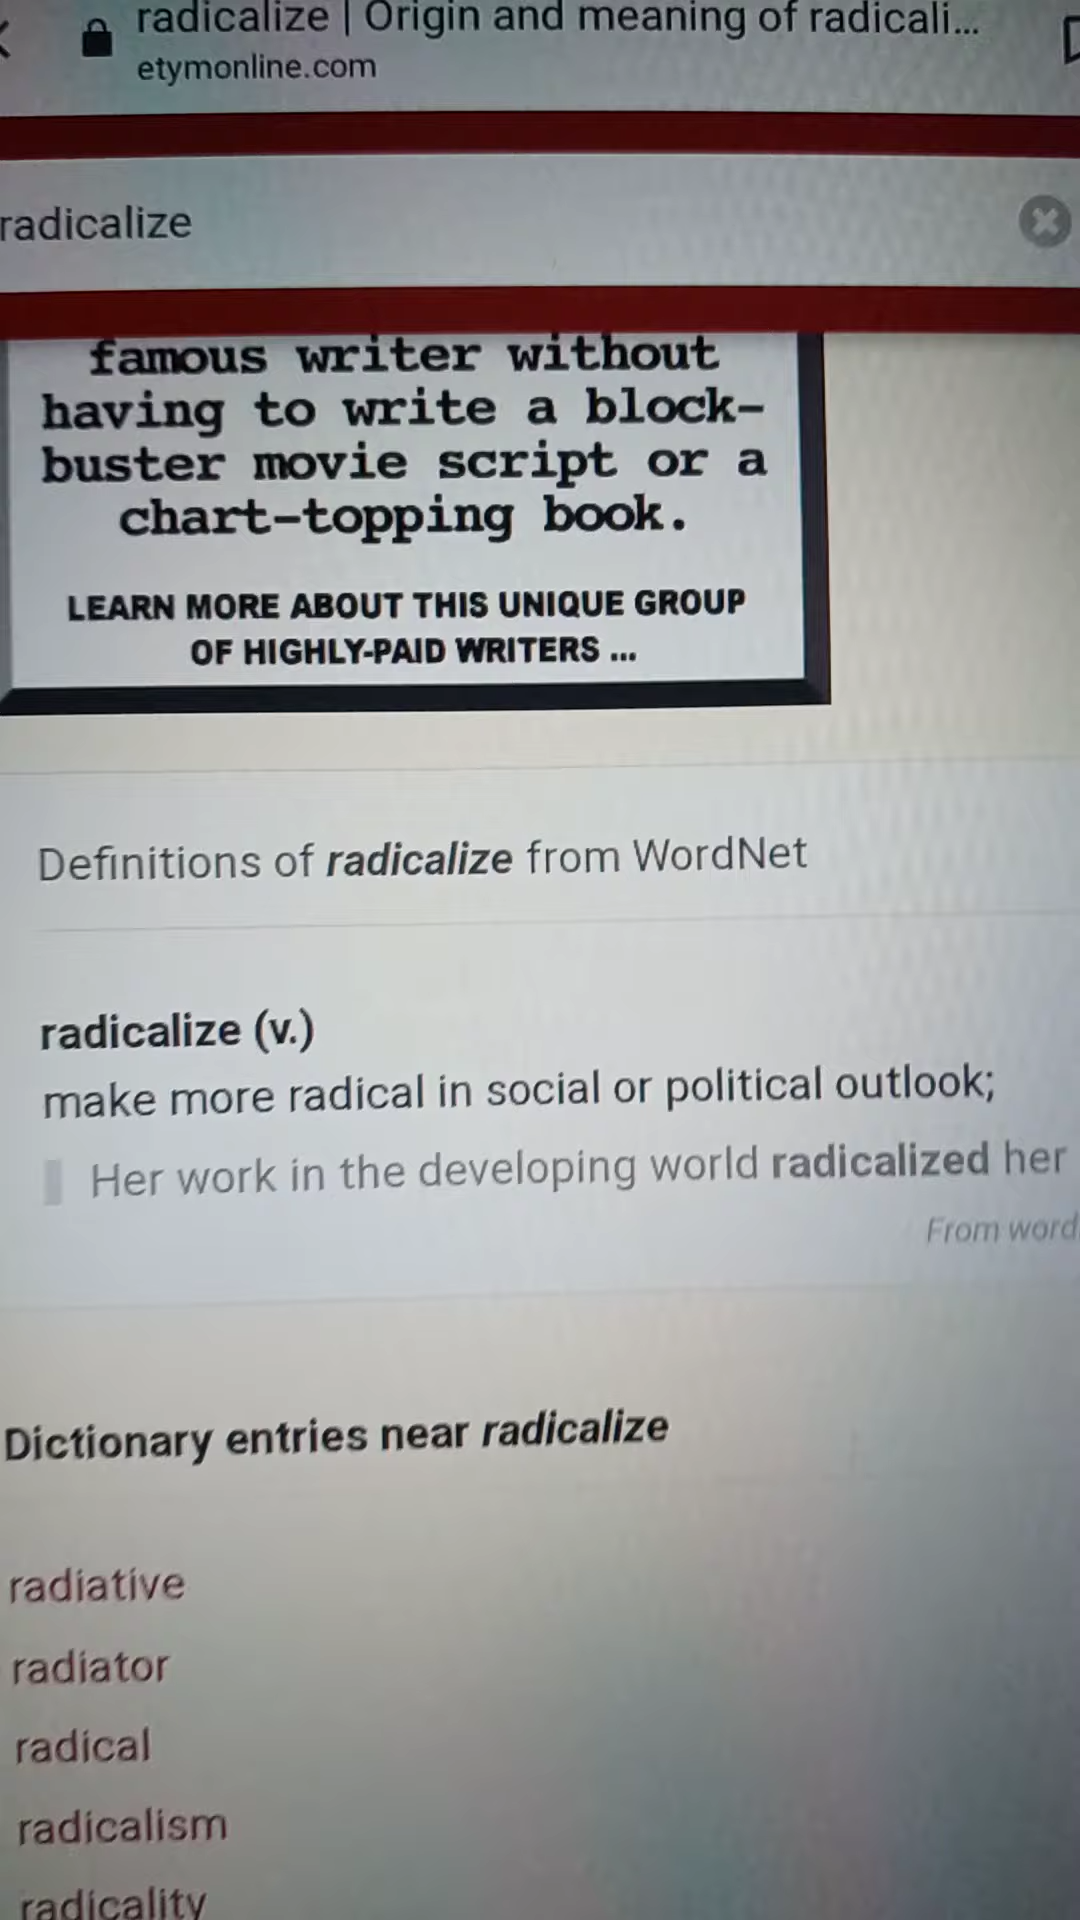 radicalize | Origin and meaning of radicali...
etymonline.com
radicalize
famous writer without
having to write a block-
buster movie script or a
chart-topping book.
LEARN MORE ABOUT THIS UNIQUE GROUP
OF HIGHLY-PAID WRITERS ...
Definitions of radicalize from WordNet
radicalize (v.)
make more radical in social or political outlook;
Her work in the developing world radicalized her
From word
Dictionary entries near radicalize
radiative
radiator
radical
radicalism
radicality